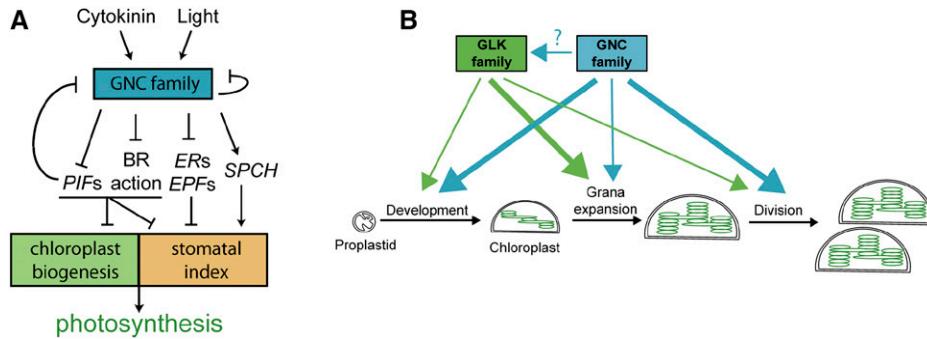 A
Cytokinin Light
GNC family
PIFs
BR
action
ERs
EPFs
SPCH
chloroplast
biogenesis
stomatal
index
photosynthesis
B
GLK
family
?
GNC
family
Proplastid
Development
Chloroplast
Grana
expansion
Division